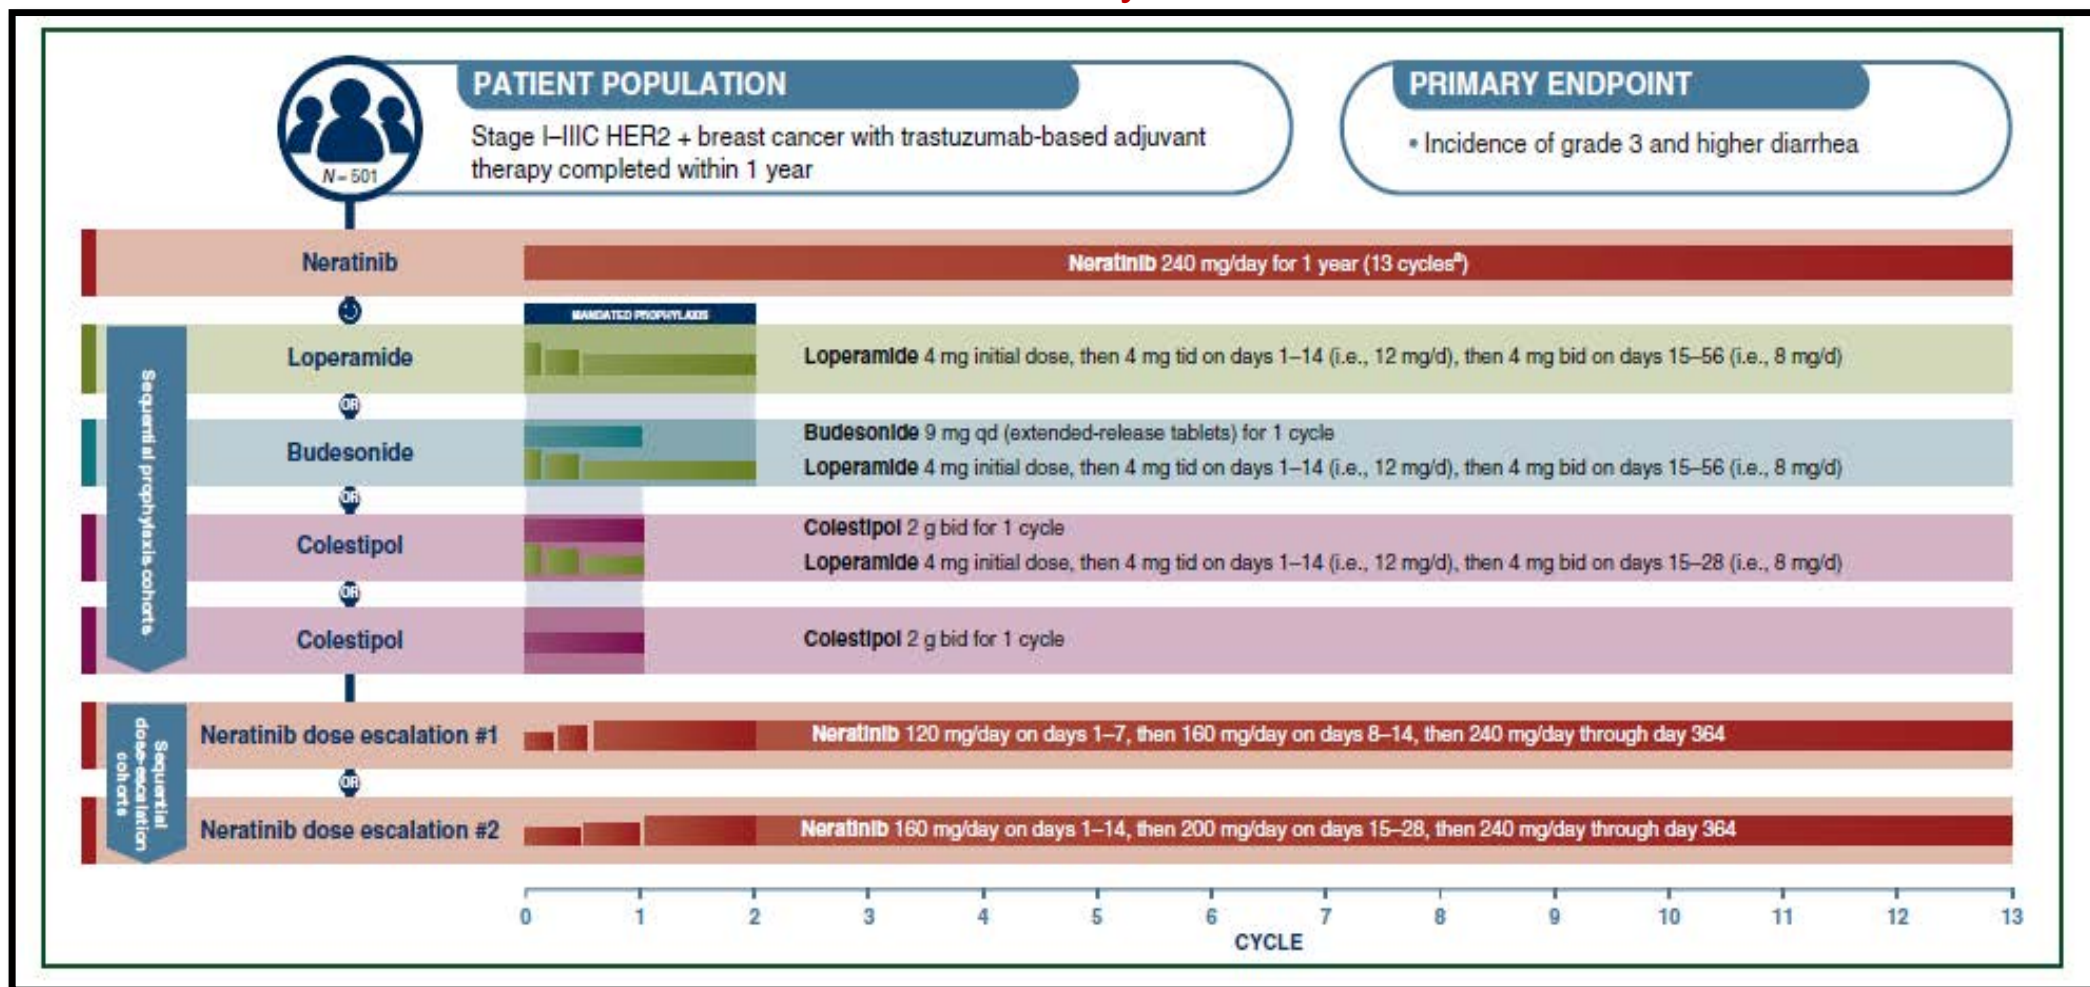 PATIENT POPULATION
Stage I–IIIC HER2 + breast cancer with trastuzumab-based adjuvant
therapy completed within 1 year
N = 501
PRIMARY ENDPOINT
• Incidence of grade 3 and higher diarrhea
Neratinib
Neratinib 240 mg/day for 1 year (13 cyclesª)
MANDATED PROPHYLAXIS
Sequential prophylaxis cohorts
Loperamide
Loperamide 4 mg initial dose, then 4 mg tid on days 1–14 (i.e., 12 mg/d), then 4 mg bid on days 15–56 (i.e., 8 mg/d)
OR
Budesonide
Budesonide 9 mg qd (extended-release tablets) for 1 cycle
Loperamide 4 mg initial dose, then 4 mg tid on days 1–14 (i.e., 12 mg/d), then 4 mg bid on days 15–56 (i.e., 8 mg/d)
OR
Colestipol
Colestipol 2 g bid for 1 cycle
Loperamide 4 mg initial dose, then 4 mg tid on days 1–14 (i.e., 12 mg/d), then 4 mg bid on days 15–28 (i.e., 8 mg/d)
OR
Colestipol
Colestipol 2 g bid for 1 cycle
Sequential
dose-escalation
cohorts
Neratinib dose escalation #1
Neratinib 120 mg/day on days 1–7, then 160 mg/day on days 8–14, then 240 mg/day through day 364
OR
Neratinib dose escalation #2
Neratinib 160 mg/day on days 1–14, then 200 mg/day on days 15–28, then 240 mg/day through day 364
0 1 2 3 4 5 6 7 8 9 10 11 12 13
CYCLE